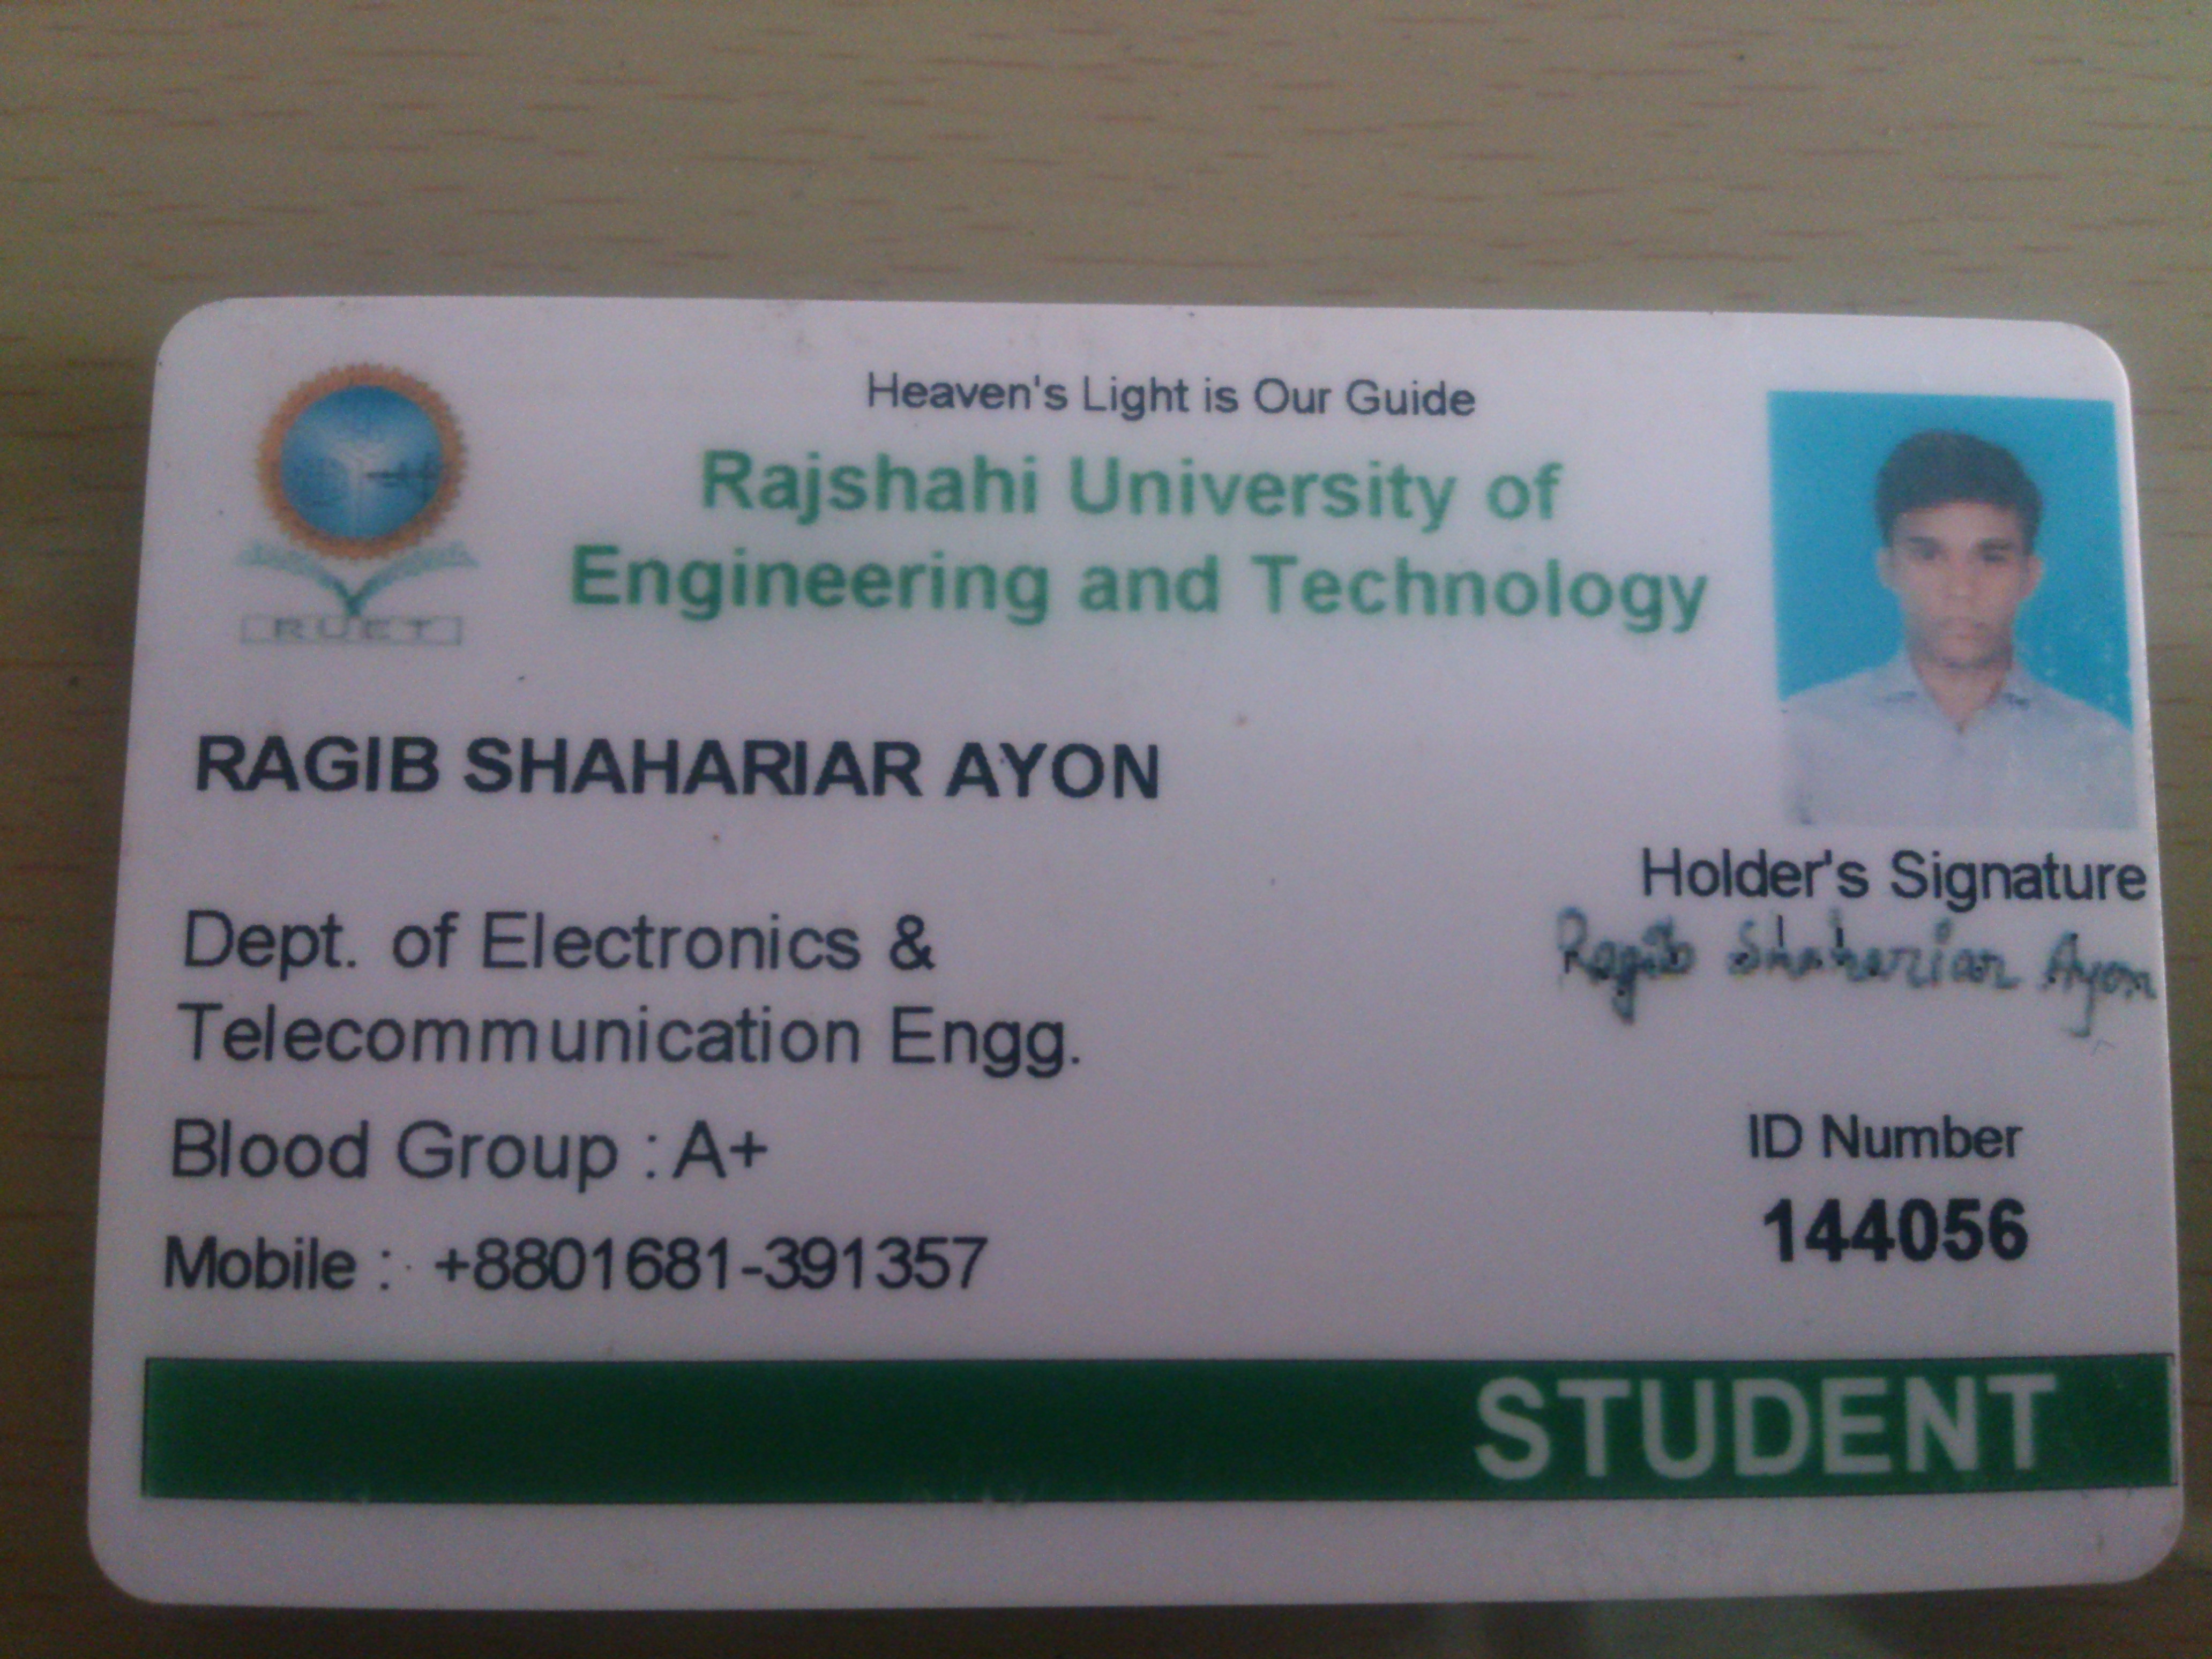 Heaven's Light is Our Guide
Rajshahi University of
Engineering and Technology
RUET
RAGIB SHAHARIAR AYON
Dept. of Electronics &
Telecommunication Engg.
Blood Group : A+
Mobile : +8801681-391357
Holder's Signature
Ragib Shahariar Ayon
ID Number
144056
STUDENT